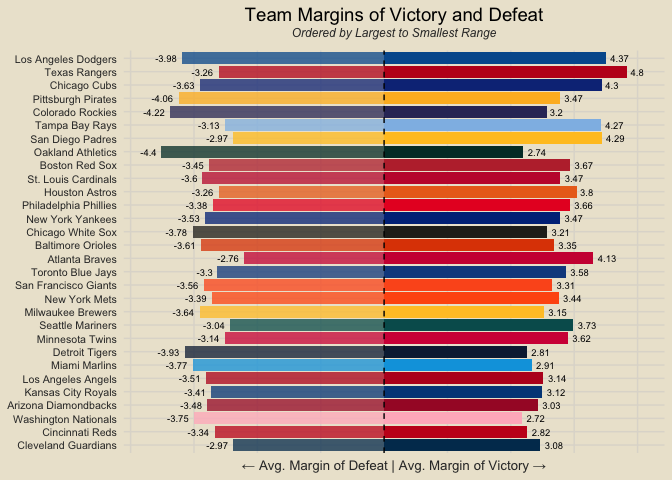 Team Margins of Victory and Defeat
Ordered by Largest to Smallest Range
Los Angeles Dodgers -3.98 4.37
Texas Rangers -3.26 4.8
Chicago Cubs -3.63 4.3
Pittsburgh Pirates -4.06 3.47
Colorado Rockies -4.22 3.2
Tampa Bay Rays -3.13 4.27
San Diego Padres -2.97 4.29
Oakland Athletics -4.4 2.74
Boston Red Sox -3.45 3.67
St. Louis Cardinals -3.6 3.47
Houston Astros -3.26 3.8
Philadelphia Phillies -3.38 3.66
New York Yankees -3.53 3.47
Chicago White Sox -3.78 3.21
Baltimore Orioles -3.61 3.35
Atlanta Braves -2.76 4.13
Toronto Blue Jays -3.3 3.58
San Francisco Giants -3.56 3.31
New York Mets -3.39 3.44
Milwaukee Brewers -3.64 3.15
Seattle Mariners -3.04 3.73
Minnesota Twins -3.14 3.62
Detroit Tigers -3.93 2.81
Miami Marlins -3.77 2.91
Los Angeles Angels -3.51 3.14
Kansas City Royals -3.41 3.12
Arizona Diamondbacks -3.48 3.03
Washington Nationals -3.75 2.72
Cincinnati Reds -3.34 2.82
Cleveland Guardians -2.97 3.08
← Avg. Margin of Defeat | Avg. Margin of Victory →